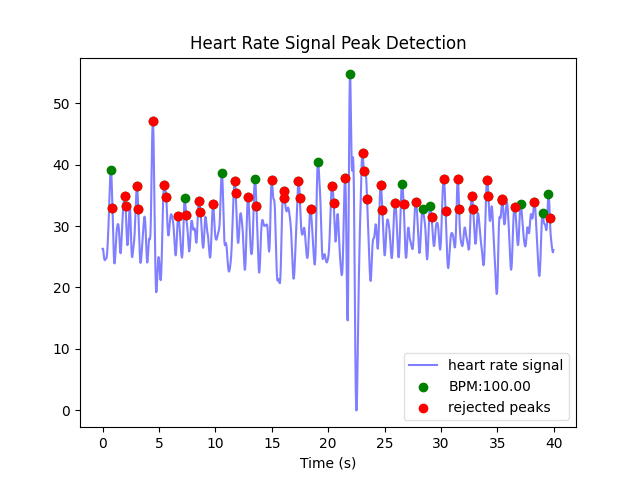 Heart Rate Signal Peak Detection
50
40
30
20
10
0
heart rate signal
BPM:100.00
rejected peaks
0 5 10 15 20 25 30 35 40
Time (s)